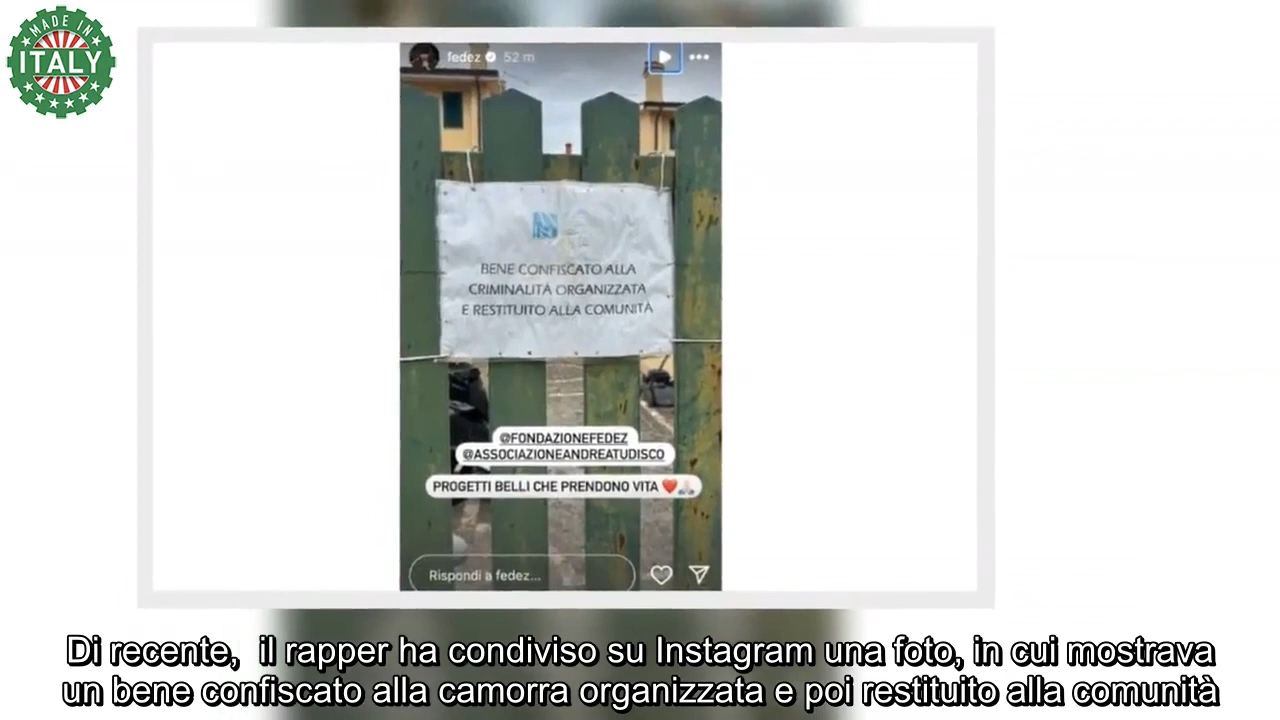 MADE IN
ITALY
fedez 52 m
BENE CONFISCATO ALLA
CRIMINALITÀ ORGANIZZATA
E RESTITUITO ALLA COMUNITÀ
@FONDAZIONEFEDEZ
@ASSOCIAZIONEANDREATUDISCO
PROGETTI BELLI CHE PRENDONO VITA ❤️🙏🏻
Rispondi a fedez...
Di recente, il rapper ha condiviso su Instagram una foto, in cui mostrava
un bene confiscato alla camorra organizzata e poi restituito alla comunità